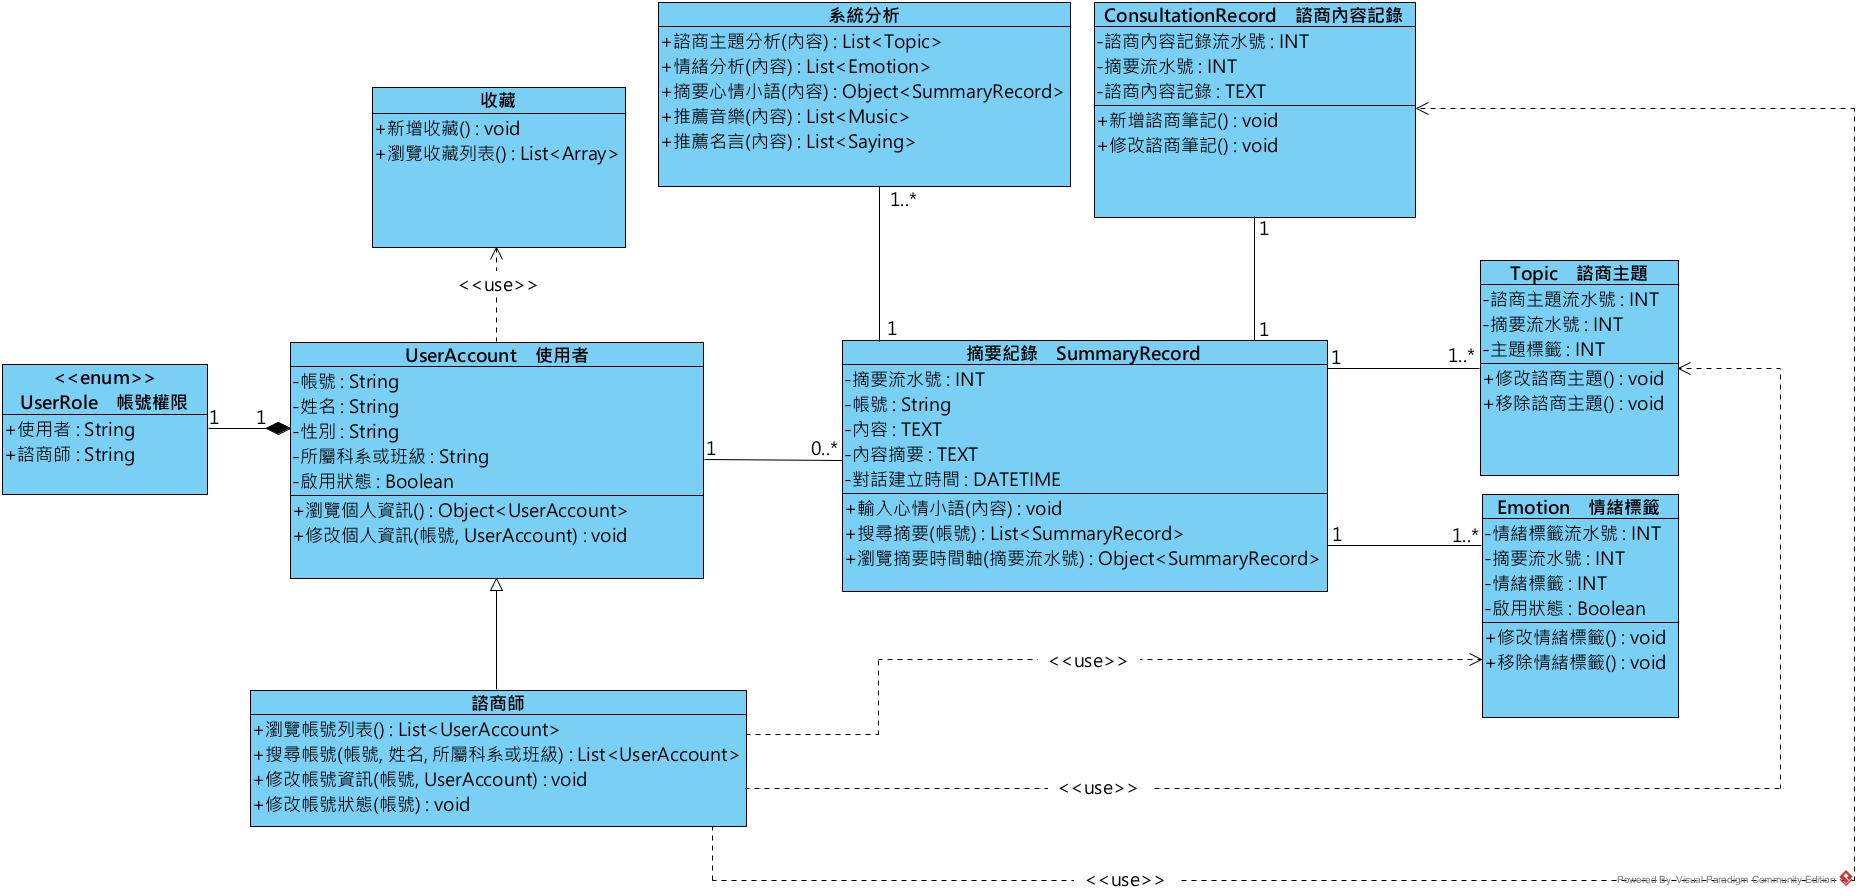 系統分析
+諮商主題分析(內容) : List<Topic>
+情緒分析(內容) : List<Emotion>
+摘要心情小語(內容) : Object<SummaryRecord>
+推薦音樂(內容) : List<Music>
+推薦名言(內容) : List<Saying>
ConsultationRecord 諮商內容記錄
-諮商內容記錄流水號 : INT
-摘要流水號 : INT
-諮商內容記錄 : TEXT
+新增諮商筆記() : void
+修改諮商筆記() : void
收藏
+新增收藏() : void
+瀏覽收藏列表() : List<Array>
1..*
1
<<use>>
1
1
Topic 諮商主題
-諮商主題流水號 : INT
-摘要流水號 : INT
-主題標籤 : INT
+修改諮商主題() : void
+移除諮商主題() : void
<<enum>>
UserRole 帳號權限
+使用者 : String
+諮商師 : String
1
1
UserAccount 使用者
-帳號 : String
-姓名 : String
-性別 : String
-所屬科系或班級 : String
-啟用狀態 : Boolean
+瀏覽個人資訊() : Object<UserAccount>
+修改個人資訊(帳號, UserAccount) : void
1
0..*
摘要紀錄 SummaryRecord
-摘要流水號 : INT
-帳號 : String
-內容 : TEXT
-內容摘要 : TEXT
-對話建立時間 : DATETIME
+輸入心情小語(內容) : void
+搜尋摘要(帳號) : List<SummaryRecord>
+瀏覽摘要時間軸(摘要流水號) : Object<SummaryRecord>
1
1..*
1
1..*
Emotion 情緒標籤
-情緒標籤流水號 : INT
-摘要流水號 : INT
-情緒標籤 : INT
-啟用狀態 : Boolean
+修改情緒標籤() : void
+移除情緒標籤() : void
<<use>>
諮商師
+瀏覽帳號列表() : List<UserAccount>
+搜尋帳號(帳號, 姓名, 所屬科系或班級) : List<UserAccount>
+修改帳號資訊(帳號, UserAccount) : void
+修改帳號狀態(帳號) : void
<<use>>
<<use>>
Powered By Visual Paradigm Community Edition